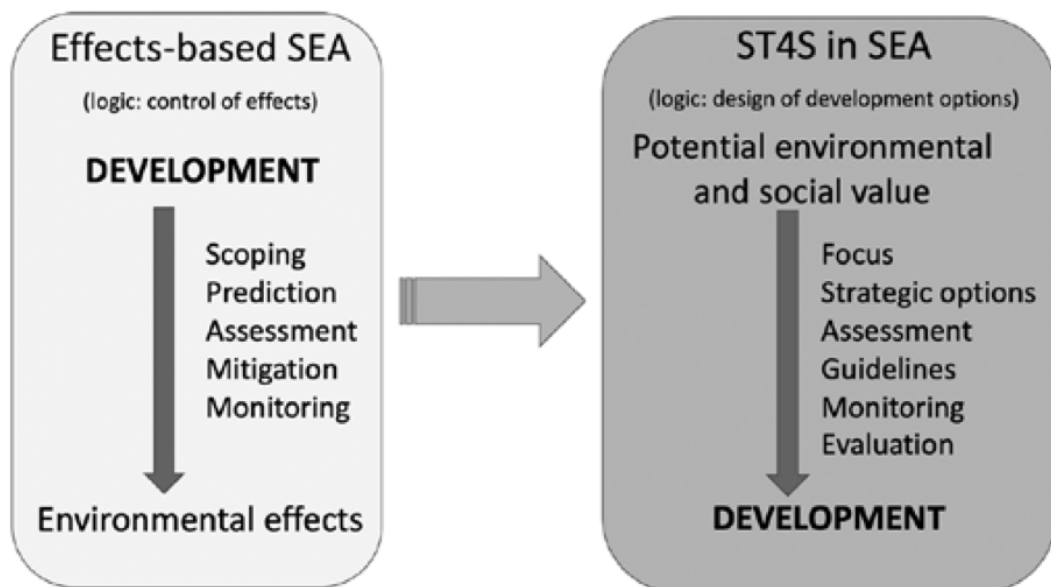 Effects-based SEA
(logic: control of effects)
DEVELOPMENT
Scoping
Prediction
Assessment
Mitigation
Monitoring
Environmental effects
ST4S in SEA
(logic: design of development options)
Potential environmental
and social value
Focus
Strategic options
Assessment
Guidelines
Monitoring
Evaluation
DEVELOPMENT